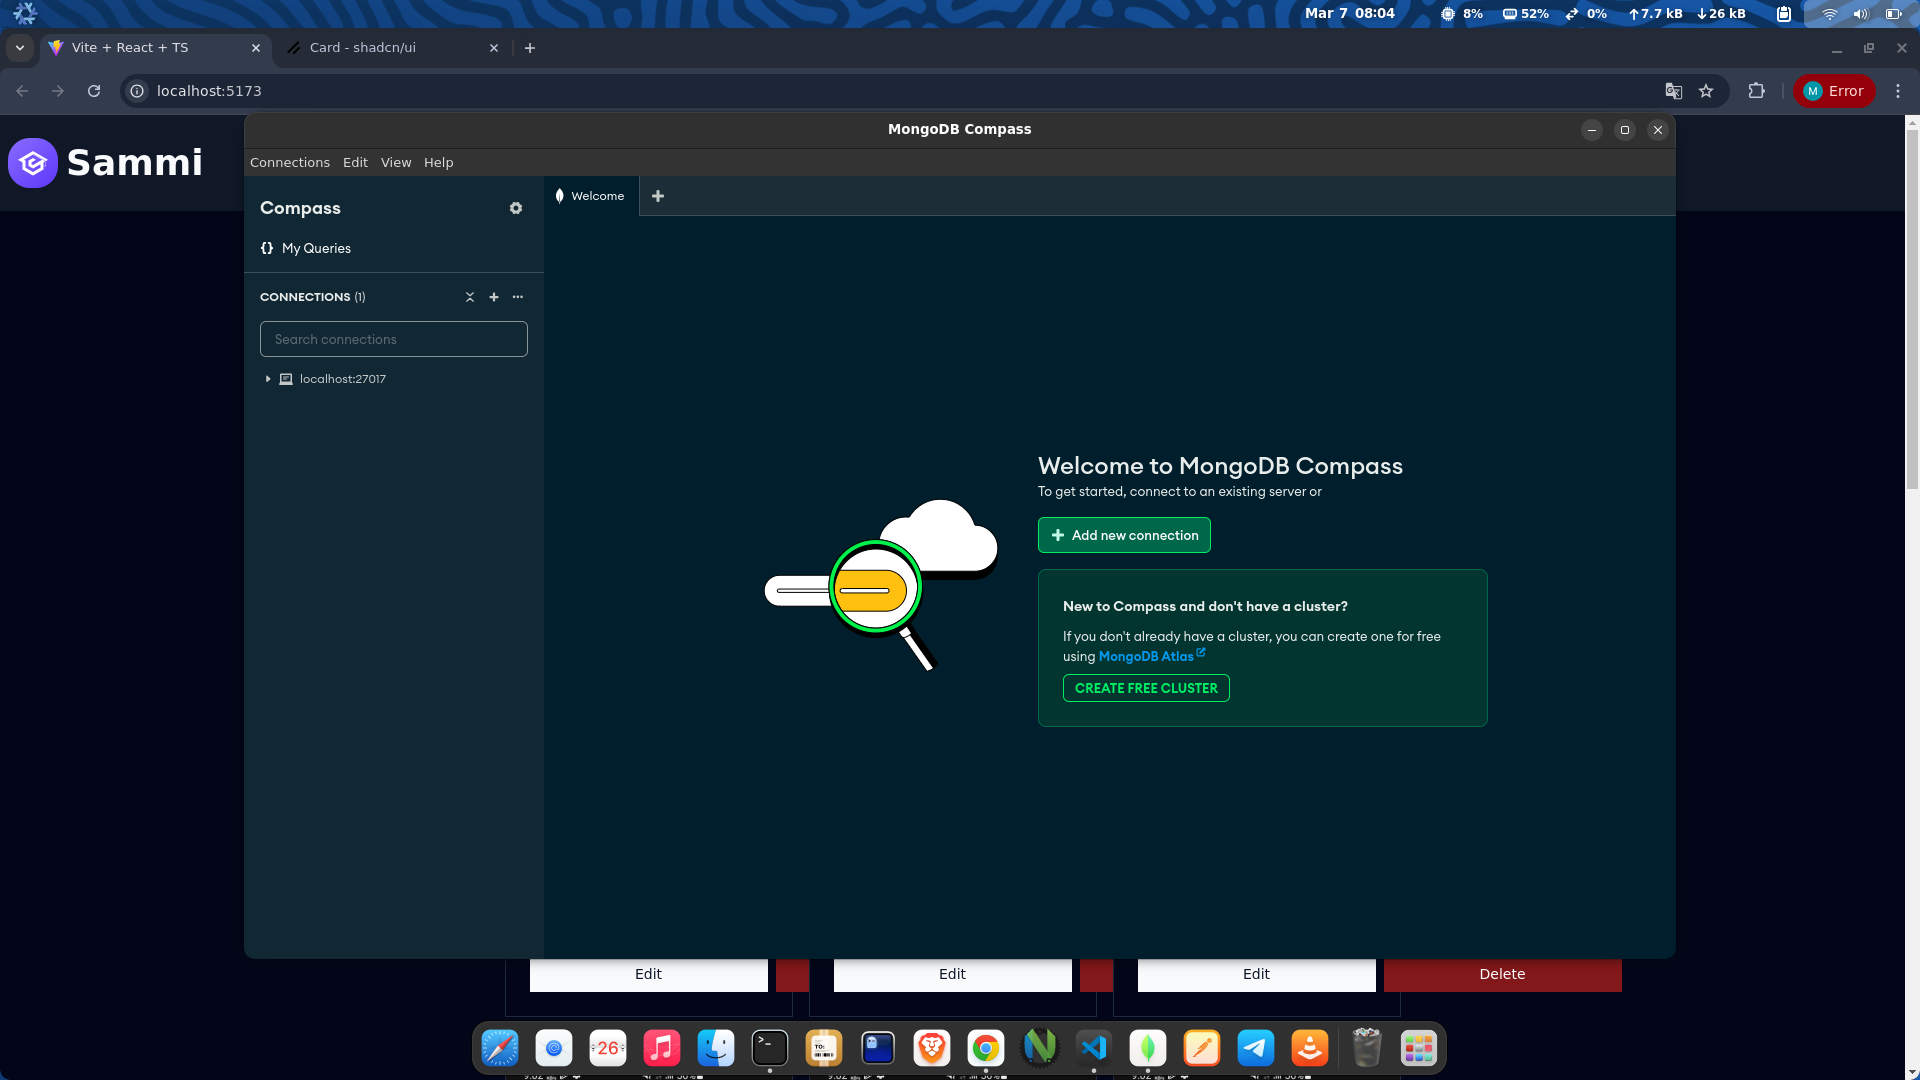 Mar 7 08:04
8%
52%
0%
7.7 kB
26 kB
Vite + React + TS
Card - shadcn/ui
localhost:5173
M
Error
MongoDB Compass
Sammi
Connections Edit View Help
Compass
Welcome
My Queries
CONNECTIONS (1)
Search connections
localhost:27017
Welcome to MongoDB Compass
To get started, connect to an existing server or
Add new connection
New to Compass and don't have a cluster?
If you don't already have a cluster, you can create one for free
using MongoDB Atlas
CREATE FREE CLUSTER
Edit
Edit
Edit
Delete
26
TO: